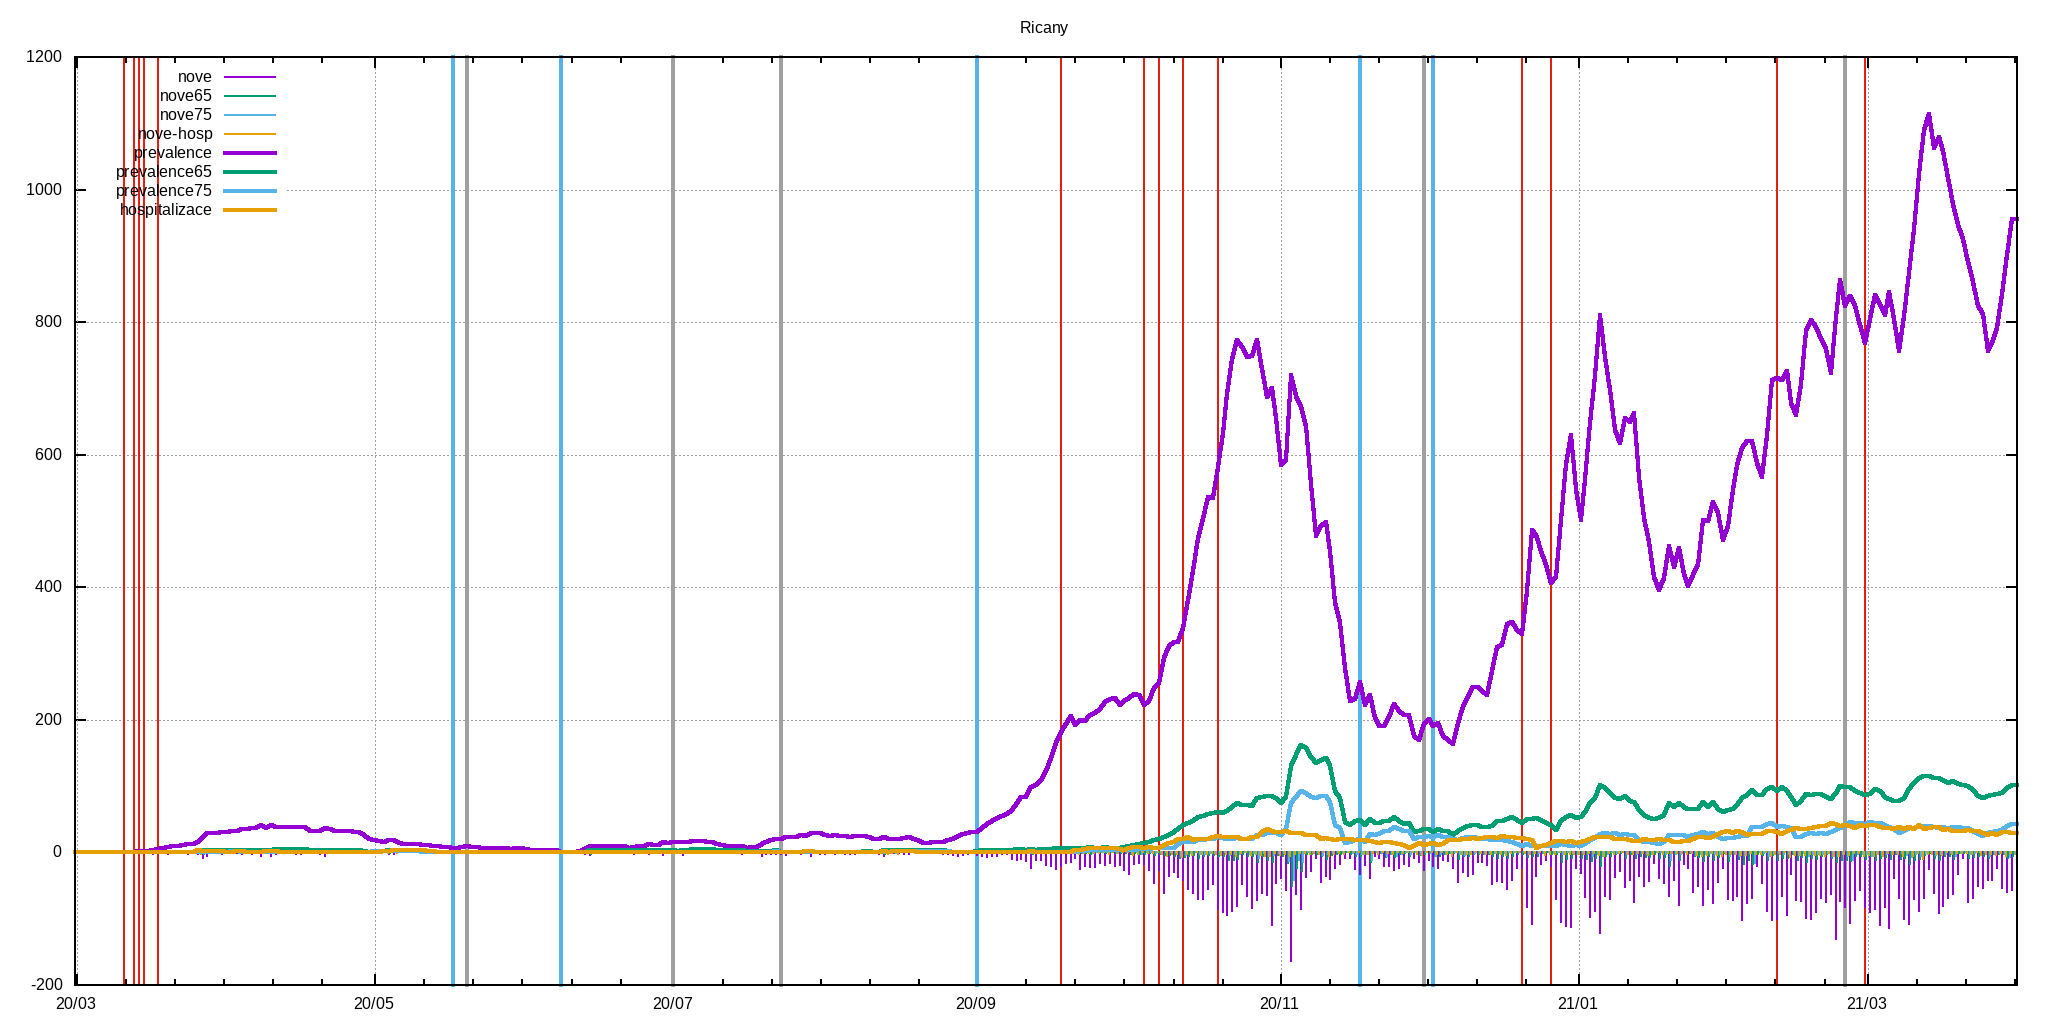 Ricany
1200
1000
800
600
400
200
0
-200
nove
nove65
nove75
nove-hosp
prevalence
prevalence65
prevalence75
hospitalizace
20/03 20/05 20/07 20/09 20/11 21/01 21/03